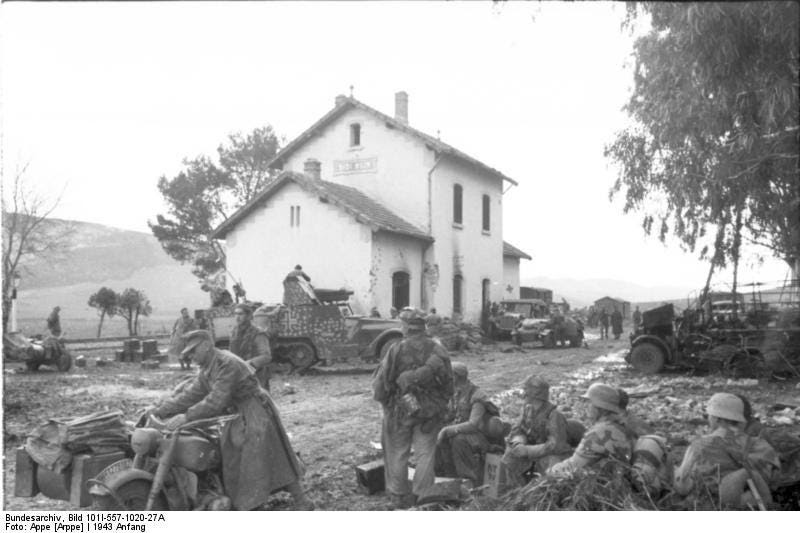 Bundesarchiv, Bild 101I-557-1020-27A
Foto: Appe [Arppe] | 1943 Anfang